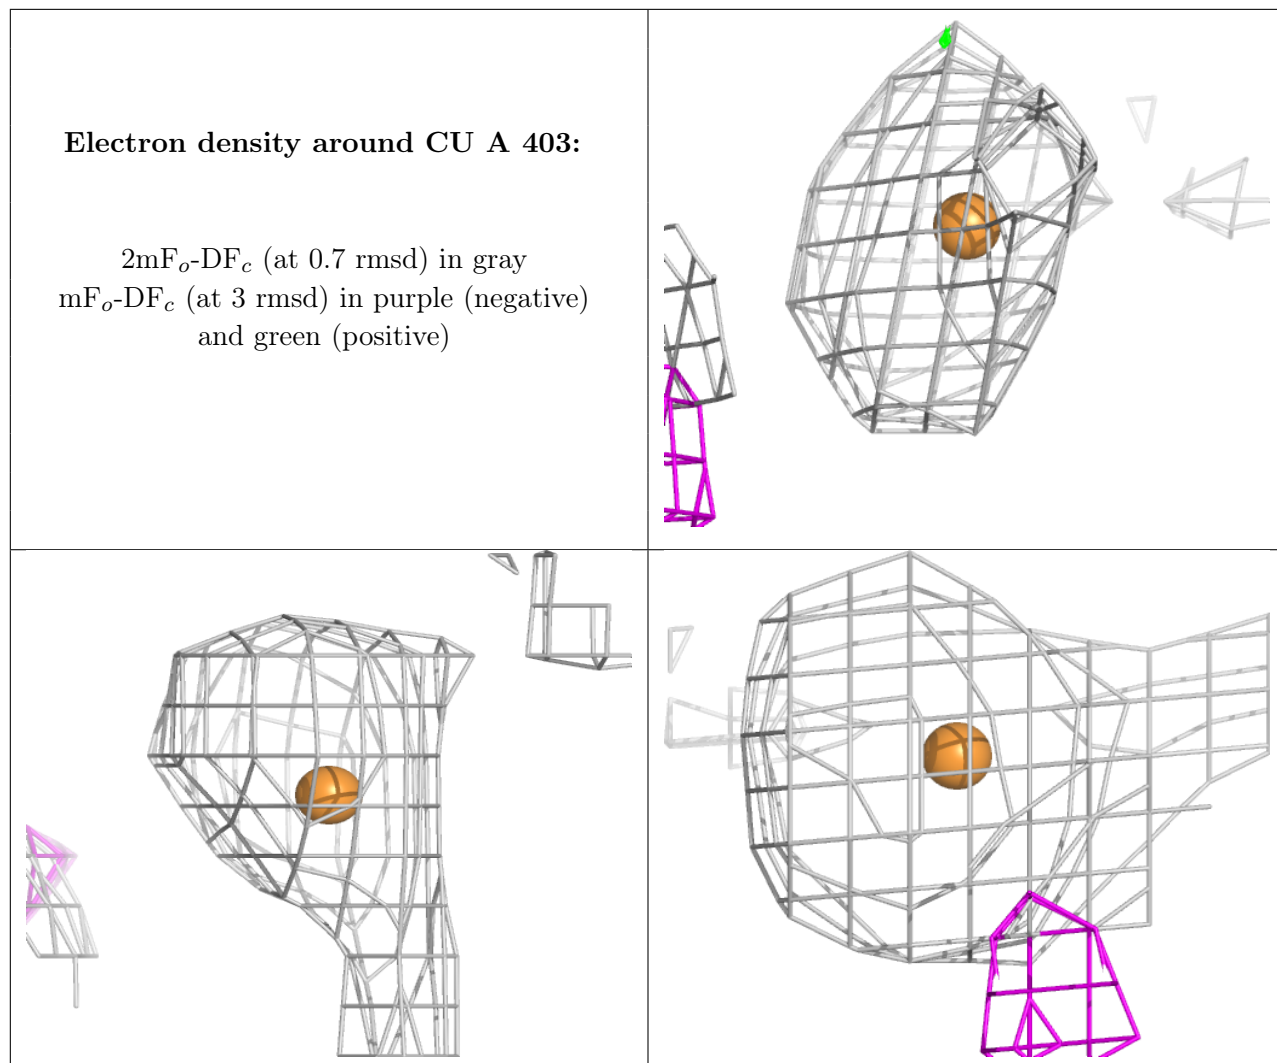 Electron density around CU A 403:
2mFo-DFc (at 0.7 rmsd) in gray
mFo-DFc (at 3 rmsd) in purple (negative)
and green (positive)